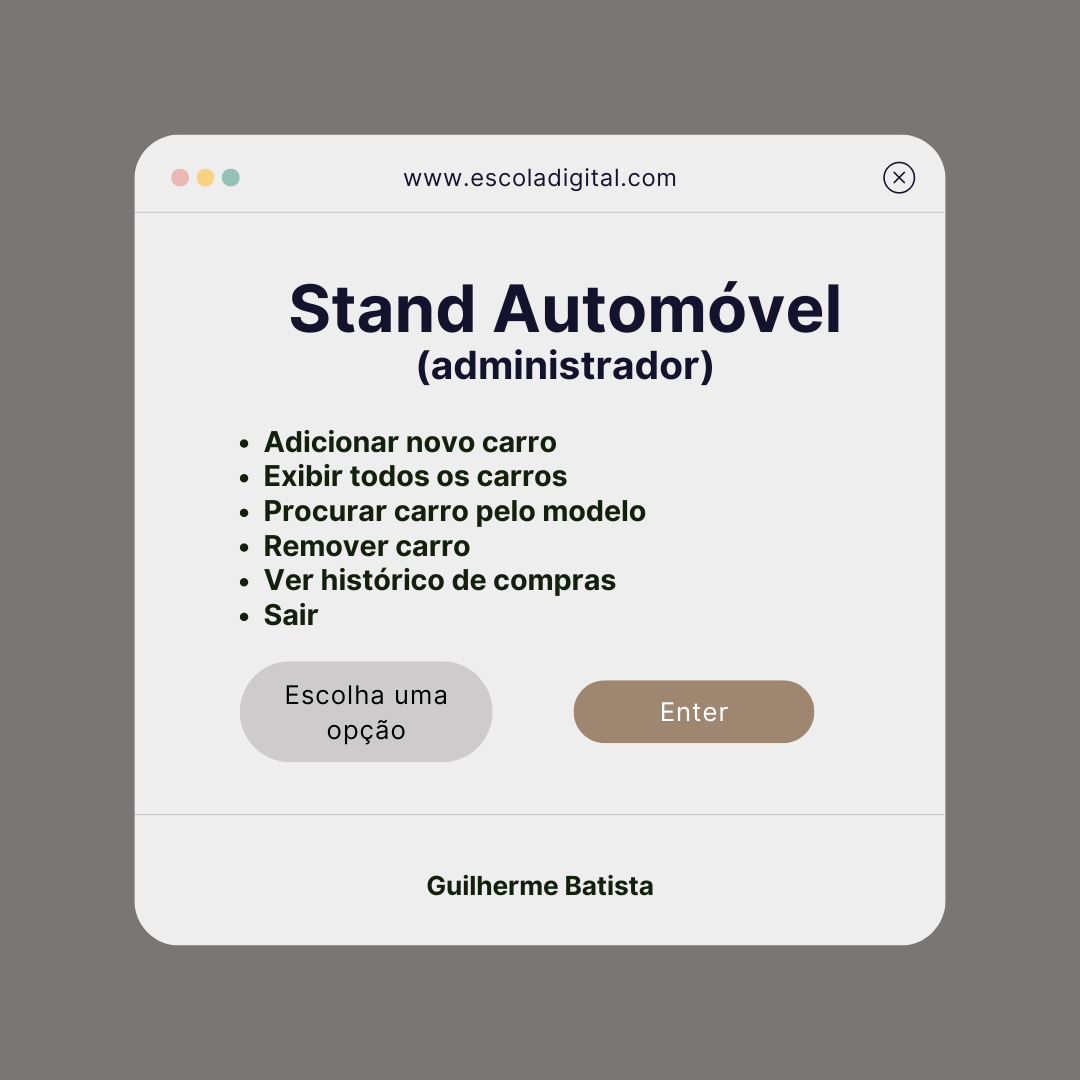 www.escoladigital.com
Stand Automóvel
(administrador)
• Adicionar novo carro
• Exibir todos os carros
• Procurar carro pelo modelo
• Remover carro
• Ver histórico de compras
• Sair
Escolha uma
opção
Enter
Guilherme Batista